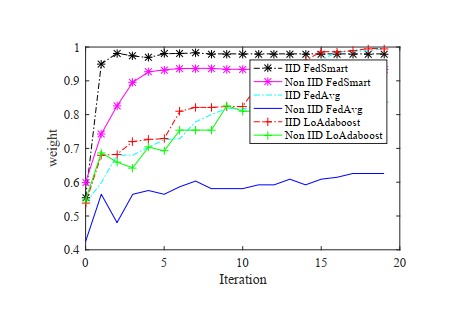 1
0.9
0.8
0.7
0.6
0.5
0.4
weight
0
5
10
15
20
Iteration
IID FedSmart
Non IID FedSmart
IID FedAvg
Non IID FedAvg
IID LoAdaboost
Non IID LoAdaboost